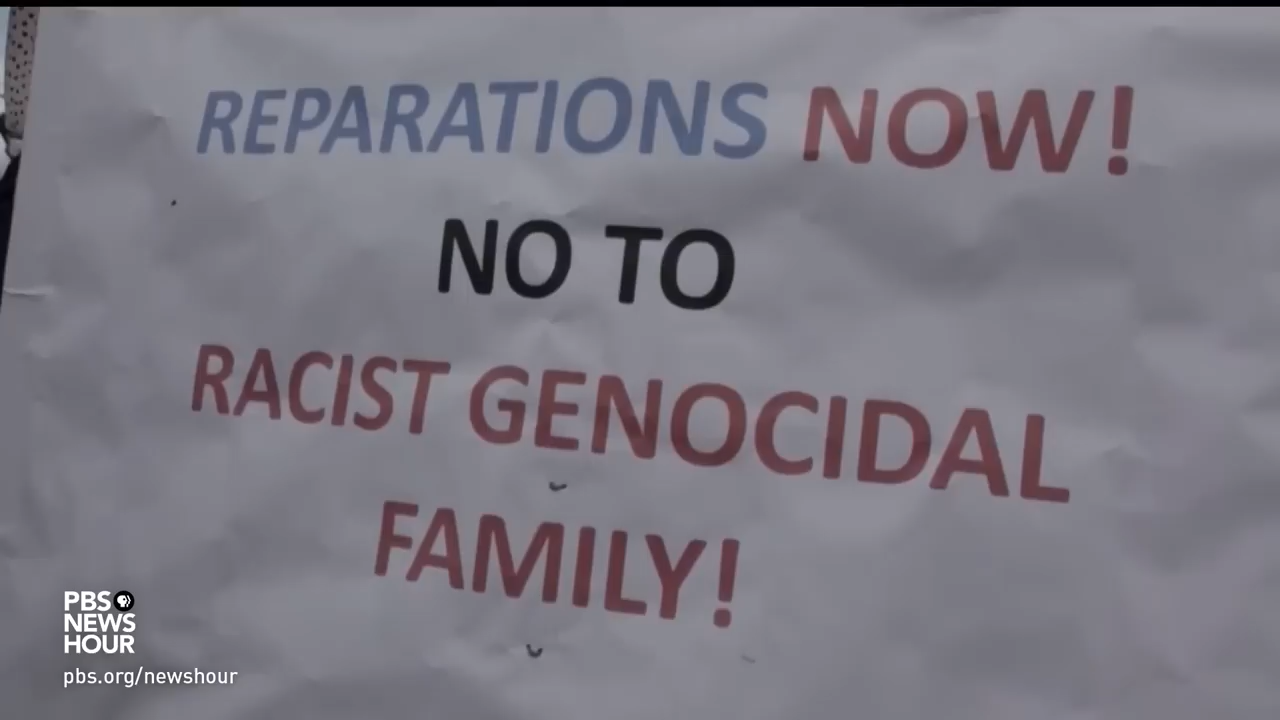 REPARATIONS NOW!
NO TO
RACIST GENOCIDAL
FAMILY!
PBS
NEWS
HOUR
pbs.org/newshour